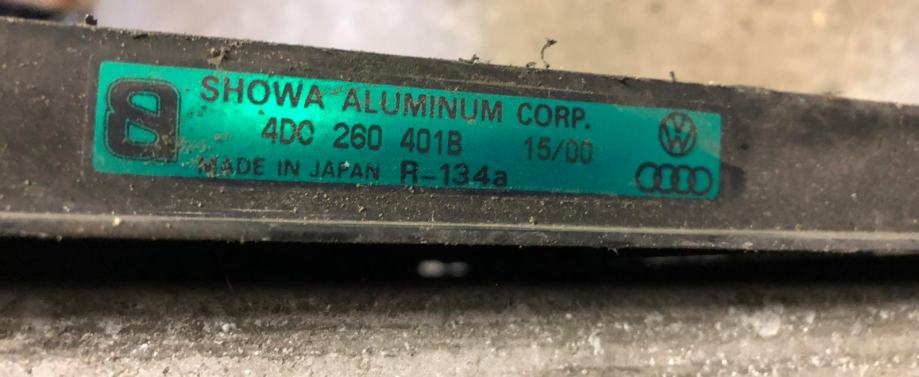 SHOWA ALUMINUM CORP.
4D0 260 401B 15/00
MADE IN JAPAN R-134a